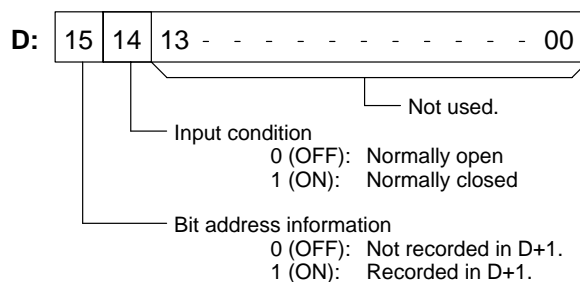 D: 15 14 13 - - - - - - - - - - - - 00
Not used.
Input condition
0 (OFF): Normally open
1 (ON): Normally closed
Bit address information
0 (OFF): Not recorded in D+1.
1 (ON): Recorded in D+1.